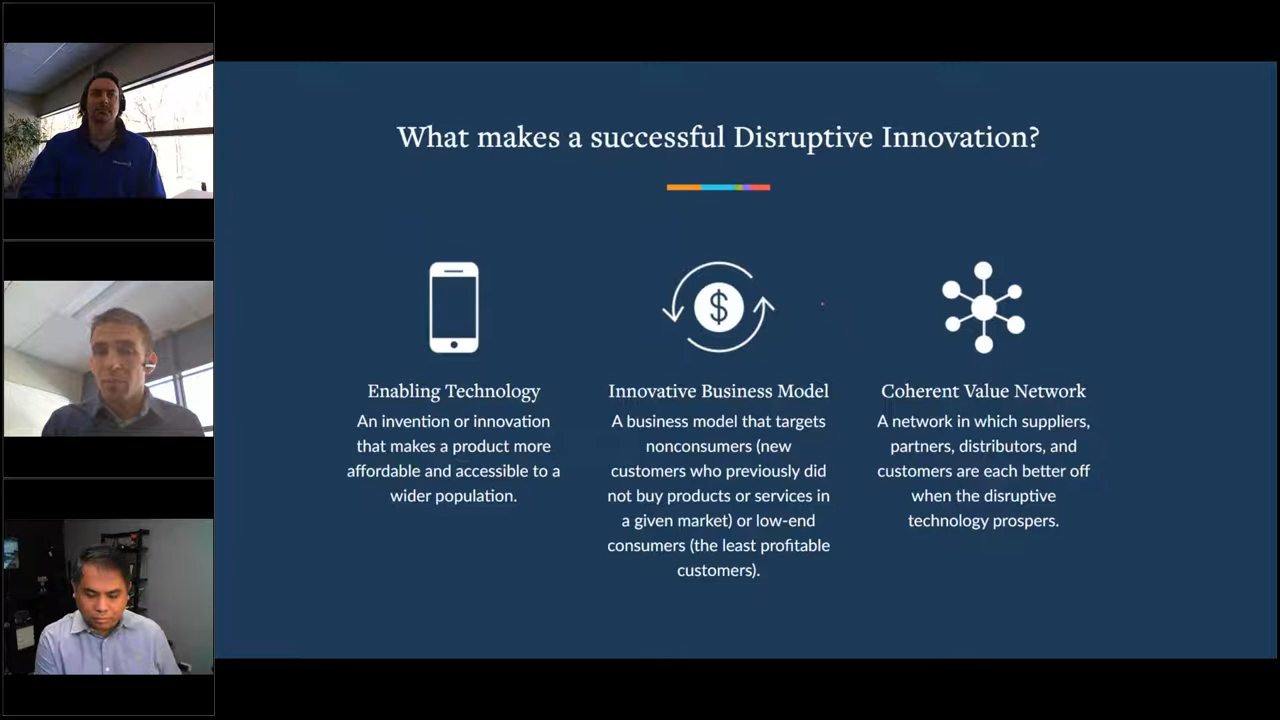 What makes a successful Disruptive Innovation?
$
Enabling Technology
An invention or innovation
that makes a product more
affordable and accessible to a
wider population.
Innovative Business Model
A business model that targets
nonconsumers (new
customers who previously did
not buy products or services in
a given market) or low-end
consumers (the least profitable
customers).
Coherent Value Network
A network in which suppliers,
partners, distributors, and
customers are each better off
when the disruptive
technology prospers.